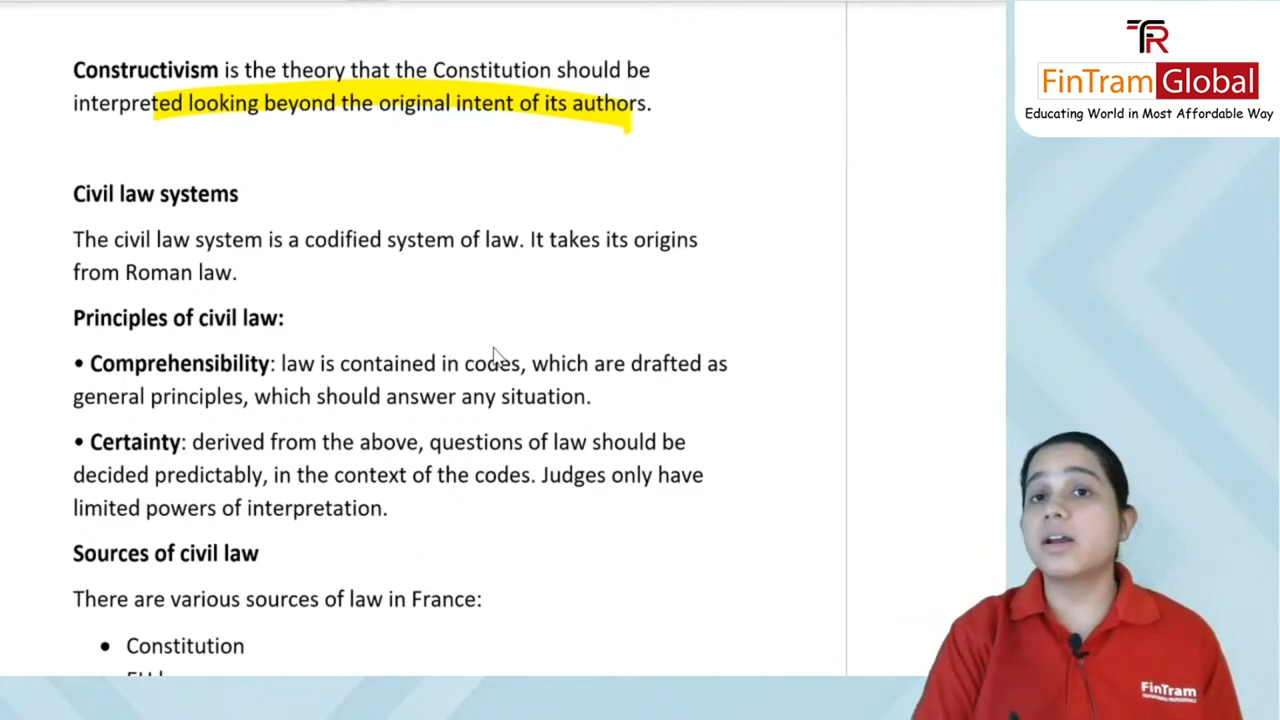 Constructivism is the theory that the Constitution should be
interpreted looking beyond the original intent of its authors.
Civil law systems
The civil law system is a codified system of law. It takes its origins
from Roman law.
Principles of civil law:
• Comprehensibility: law is contained in codes, which are drafted as
general principles, which should answer any situation.
• Certainty: derived from the above, questions of law should be
decided predictably, in the context of the codes. Judges only have
limited powers of interpretation.
Sources of civil law
There are various sources of law in France:
• Constitution
FinTram Global
Educating World in Most Affordable Way
FinTram